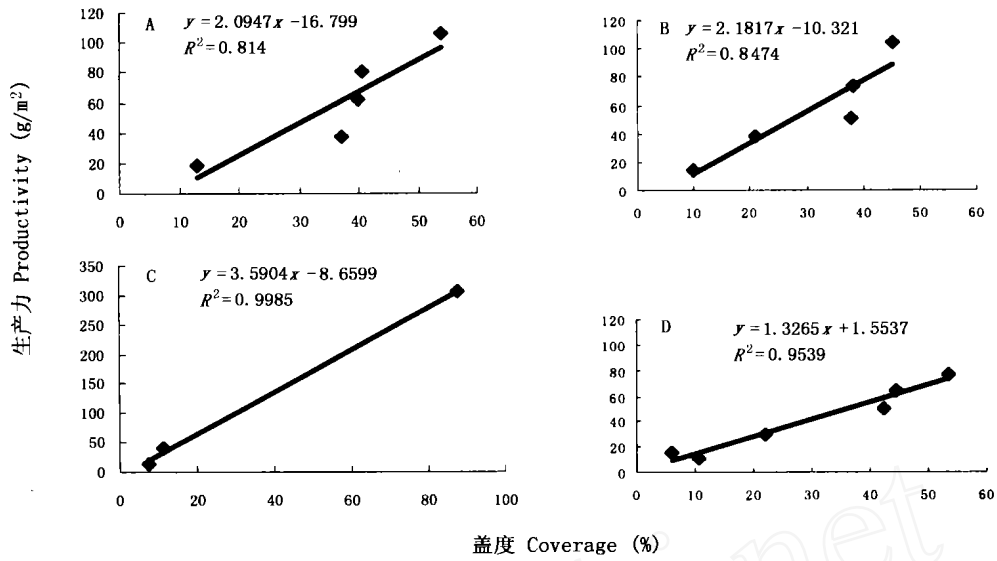 生产力 Productivity (g/m²)
A y=2.0947x-16.799
R²=0.814
120
100
80
60
40
20
0
0 10 20 30 40 50 60
B y=2.1817x-10.321
R²=0.8474
120
100
80
60
40
20
0
0 10 20 30 40 50 60
C y=3.5904x-8.6599
R²=0.9985
350
300
250
200
150
100
50
0
0 20 40 60 80 100
D y=1.3265x+1.5537
R²=0.9539
120
100
80
60
40
20
0
0 10 20 30 40 50 60
盖度 Coverage (%)